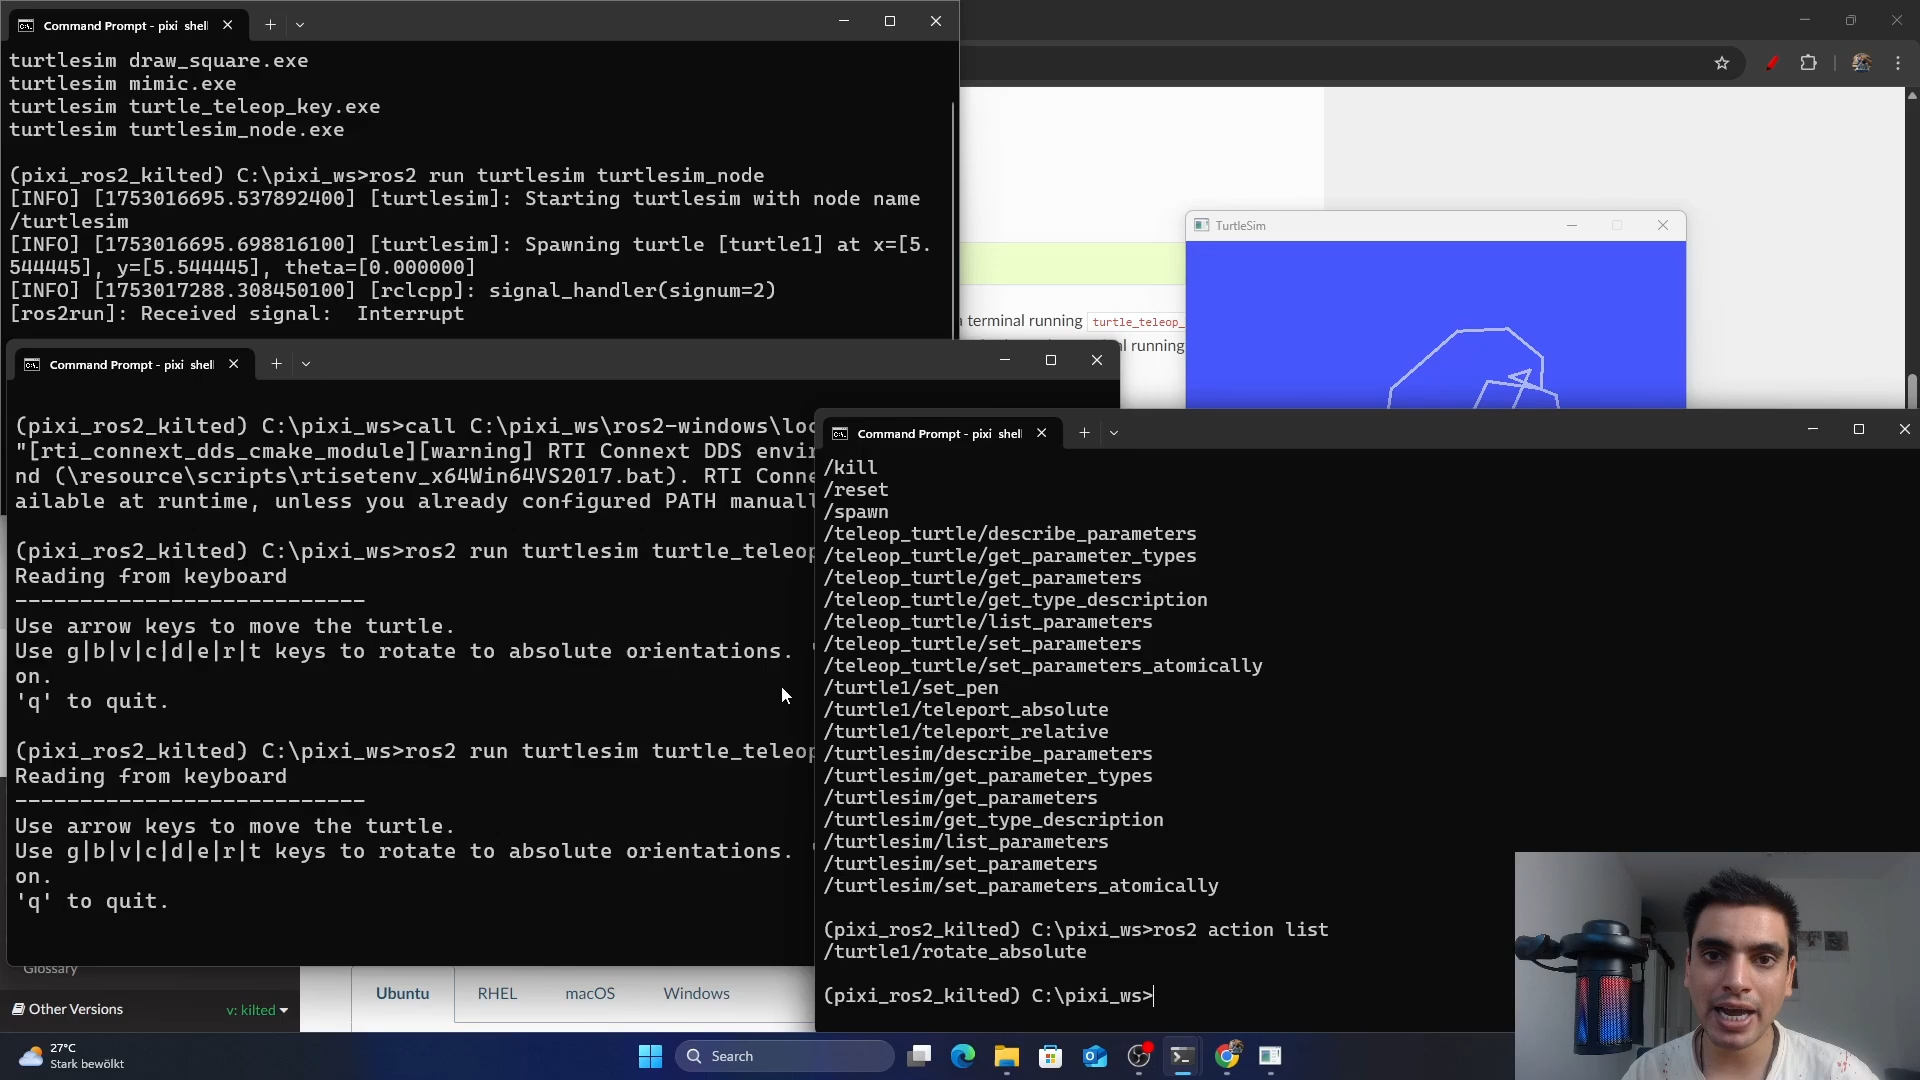 Command Prompt - pixi shell
turtlesim draw_square.exe
turtlesim mimic.exe
turtlesim turtle_teleop_key.exe
turtlesim turtlesim_node.exe
(pixi_ros2_kilted) C:\pixi_ws>ros2 run turtlesim turtlesim_node
[INFO] [1753016695.537892400] [turtlesim]: Starting turtlesim with node name
/turtlesim
[INFO] [1753016695.698816100] [turtlesim]: Spawning turtle [turtle1] at x=[5.
544445], y=[5.544445], theta=[0.000000]
[INFO] [1753017288.308450100] [rclcpp]: signal_handler(signum=2)
[ros2run]: Received signal:  Interrupt
a terminal running turtle_teleop_
al running
TurtleSim
Command Prompt - pixi shell
(pixi_ros2_kilted) C:\pixi_ws>call C:\pixi_ws\ros2-windows\loc
"[rti_connext_dds_cmake_module][warning] RTI Connext DDS envir
nd (\resource\scripts\rtisetenv_x64Win64VS2017.bat). RTI Conne
ailable at runtime, unless you already configured PATH manuall
(pixi_ros2_kilted) C:\pixi_ws>ros2 run turtlesim turtle_teleop
Reading from keyboard
---------------------------
Use arrow keys to move the turtle.
Use g|b|v|c|d|e|r|t keys to rotate to absolute orientations. '
on.
'q' to quit.
(pixi_ros2_kilted) C:\pixi_ws>ros2 run turtlesim turtle_teleop
Reading from keyboard
---------------------------
Use arrow keys to move the turtle.
Use g|b|v|c|d|e|r|t keys to rotate to absolute orientations. '
on.
'q' to quit.
Command Prompt - pixi shell
/kill
/reset
/spawn
/teleop_turtle/describe_parameters
/teleop_turtle/get_parameter_types
/teleop_turtle/get_parameters
/teleop_turtle/get_type_description
/teleop_turtle/list_parameters
/teleop_turtle/set_parameters
/teleop_turtle/set_parameters_atomically
/turtle1/set_pen
/turtle1/teleport_absolute
/turtle1/teleport_relative
/turtlesim/describe_parameters
/turtlesim/get_parameter_types
/turtlesim/get_parameters
/turtlesim/get_type_description
/turtlesim/list_parameters
/turtlesim/set_parameters
/turtlesim/set_parameters_atomically
(pixi_ros2_kilted) C:\pixi_ws>ros2 action list
/turtle1/rotate_absolute
(pixi_ros2_kilted) C:\pixi_ws>
Glossary
Other Versions v: kilted
Ubuntu RHEL macOS Windows
27°C
Stark bewölkt
Search